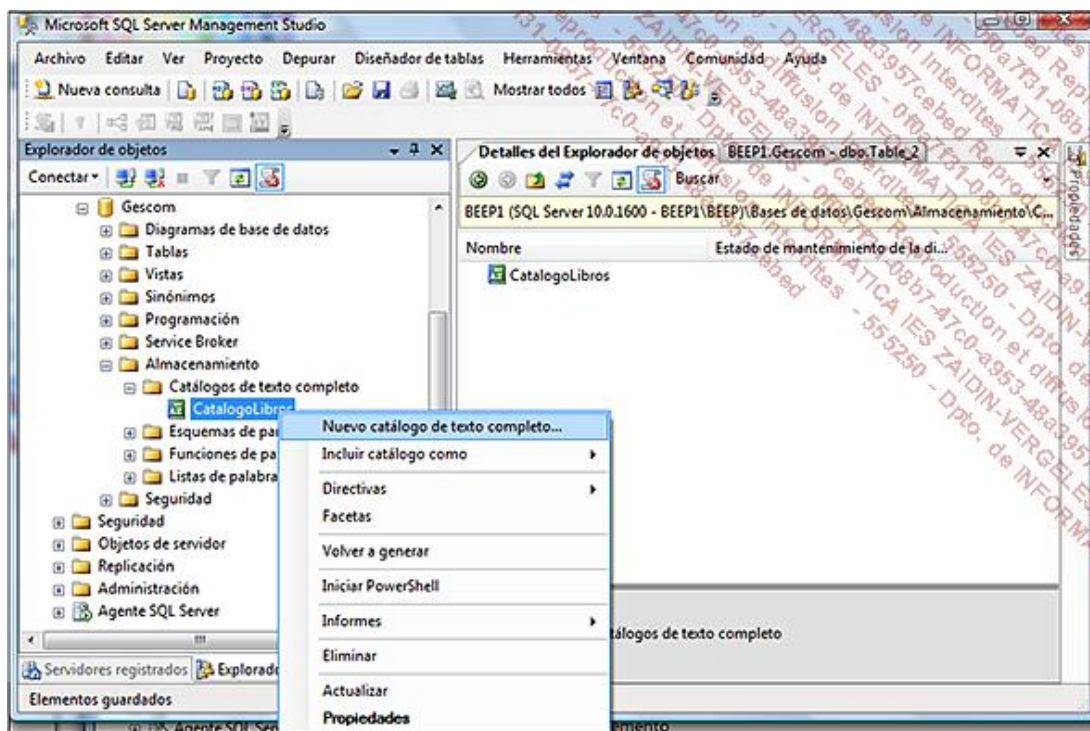 Microsoft SQL Server Management Studio
Archivo Editar Ver Proyecto Depurar Diseñador de tablas Herramientas Ventana Comunidad Ayuda
Nueva consulta Mostrar todos
Explorador de objetos
Detalles del Explorador de objetos BEEP1.Gescom - dbo.Table_2
Conectar
Buscar
BEEP1 (SQL Server 10.0.1600 - BEEP1\BEEP)\Bases de datos\Gescom\Almacenamiento\C...
Nombre Estado de mantenimiento de la di...
CatalogoLibros
Propiedades
Gescom
Diagramas de base de datos
Tablas
Vistas
Sinónimos
Programación
Service Broker
Almacenamiento
Catálogos de texto completo
CatalogoLibros
Esquemas de pa
Funciones de pa
Listas de palabra
Seguridad
Seguridad
Objetos de servidor
Replicación
Administración
Agente SQL Server
Nuevo catálogo de texto completo...
Incluir catálogo como
Directivas
Facetas
Volver a generar
Iniciar PowerShell
Informes
Eliminar
Actualizar
Propiedades
tálogos de texto completo
Servidores registrados Explorado
Elementos guardados
Agente SQL Ser
emento